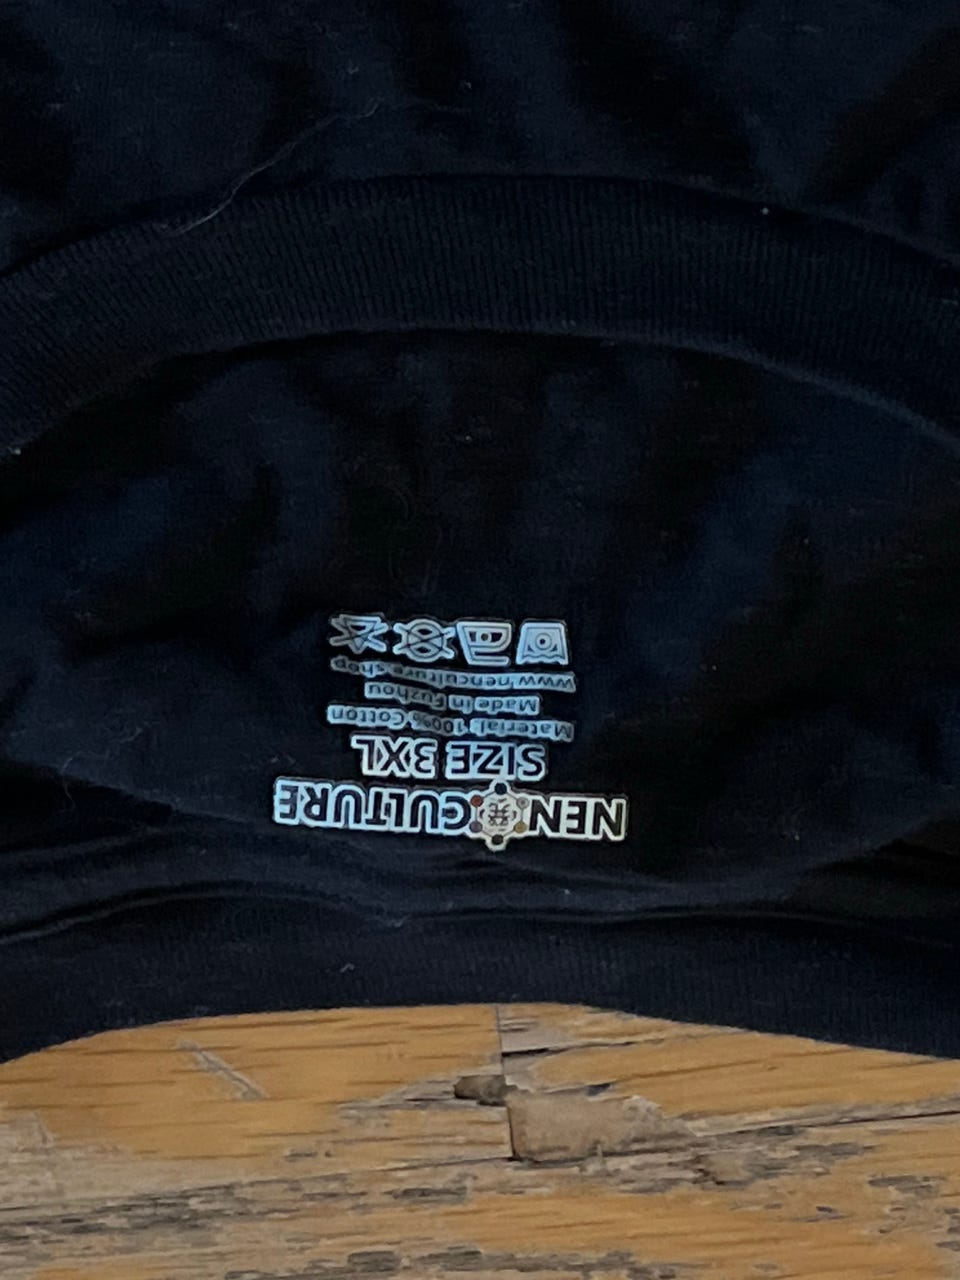 NEN CULTURE
SIZE 3XL
Material: 100% Cotton
Made in Fuzhou
www.nenculture.shop